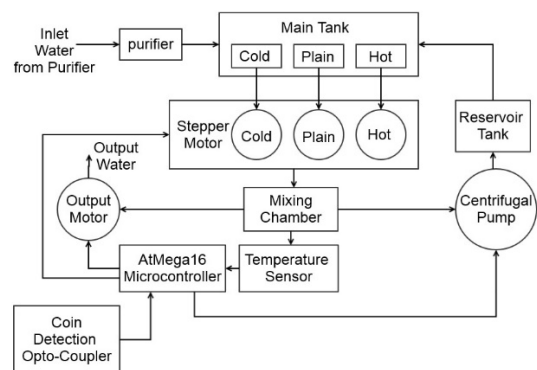 Inlet
Water
from Purifier
purifier
Main Tank
Cold
Plain
Hot
Stepper
Motor
Cold
Plain
Hot
Reservoir
Tank
Output
Water
Output
Motor
Mixing
Chamber
Centrifugal
Pump
AtMega16
Microcontroller
Temperature
Sensor
Coin
Detection
Opto-Coupler